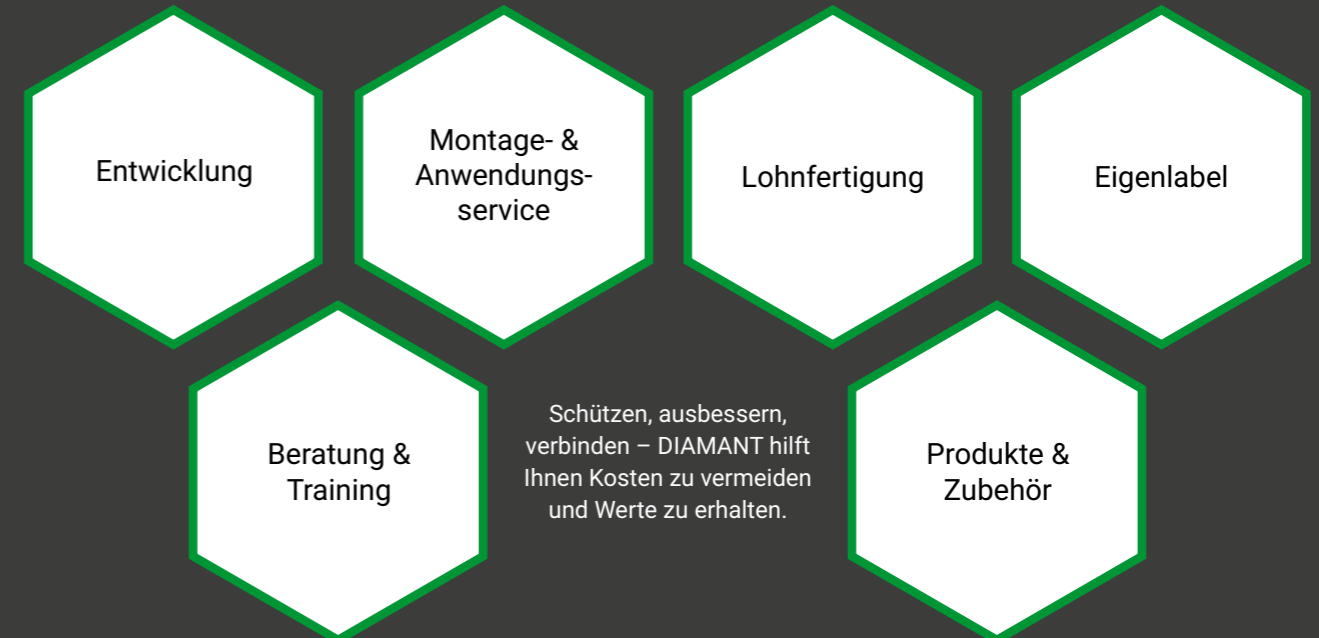 Entwicklung
Montage- &
Anwendungs-
service
Lohnfertigung
Eigenlabel
Beratung &
Training
Schützen, ausbessern,
verbinden – DIAMANT hilft
Ihnen Kosten zu vermeiden
und Werte zu erhalten.
Produkte &
Zubehör